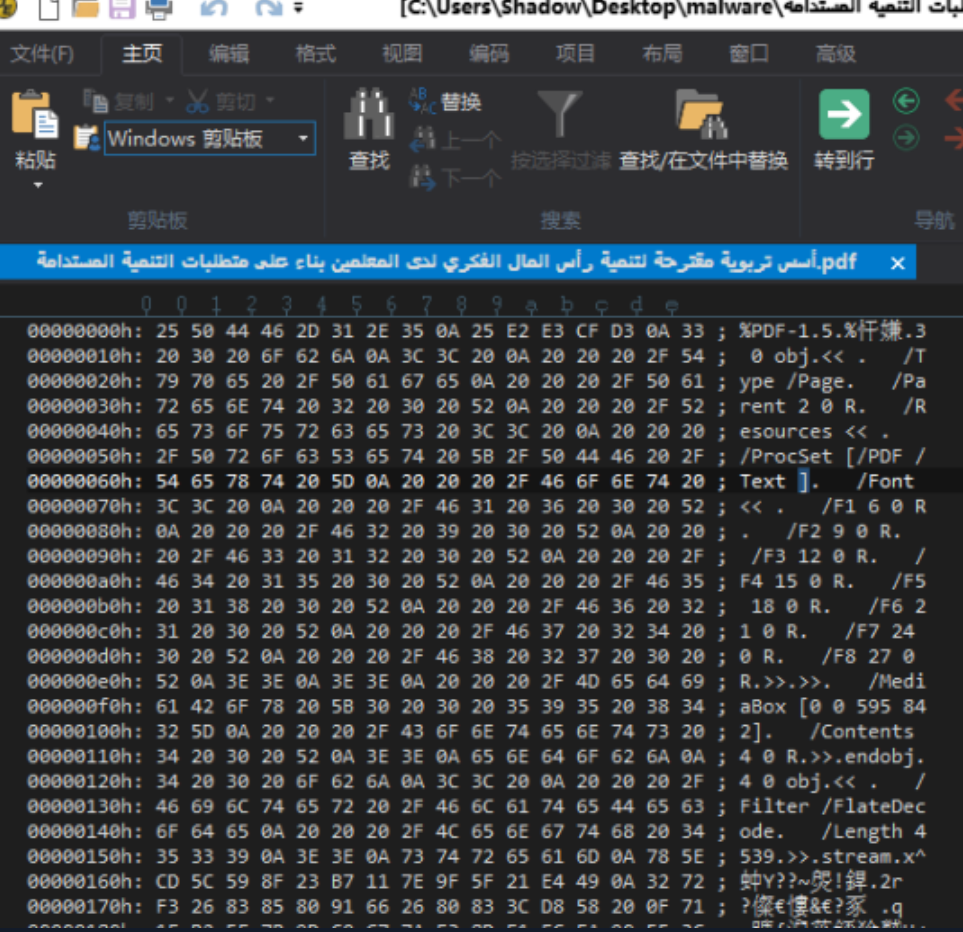 [C:\Users\Shadow\Desktop\malware\
文件(F) 主页 编辑 格式 视图 编码 项目 布局 窗口 高级
复制 剪切 替换
Windows 剪贴板 上一个
粘贴 查找 下一个 按选择过滤 查找/在文件中替换 转到行
剪贴板 搜索 导航
أسس تربوية مقترحة لتنمية رأس المال الفكري لدى المعلمين بناء على متطلبات التنمية المستدامة.pdf ×
0 0 1 2 3 4 5 6 7 8 9 a b c d e
00000000h: 25 50 44 46 2D 31 2E 35 0A 25 E2 E3 CF D3 0A 33 ; %PDF-1.5.%忏嫌.3
00000010h: 20 30 20 6F 62 6A 0A 3C 3C 20 0A 20 20 20 2F 54 ;  0 obj.<< .   /T
00000020h: 79 70 65 20 2F 50 61 67 65 0A 20 20 20 2F 50 61 ; ype /Page.   /Pa
00000030h: 72 65 6E 74 20 32 20 30 20 52 0A 20 20 20 2F 52 ; rent 2 0 R.   /R
00000040h: 65 73 6F 75 72 63 65 73 20 3C 3C 20 0A 20 20 20 ; esources << .
00000050h: 2F 50 72 6F 63 53 65 74 20 5B 2F 50 44 46 20 2F ; /ProcSet [/PDF /
00000060h: 54 65 78 74 20 5D 0A 20 20 20 2F 46 6F 6E 74 20 ; Text ].   /Font
00000070h: 3C 3C 20 0A 20 20 20 2F 46 31 20 36 20 30 20 52 ; << .   /F1 6 0 R
00000080h: 0A 20 20 20 2F 46 32 20 39 20 30 20 52 0A 20 20 ; .   /F2 9 0 R.
00000090h: 20 2F 46 33 20 31 32 20 30 20 52 0A 20 20 20 2F ;  /F3 12 0 R.   /
000000a0h: 46 34 20 31 35 20 30 20 52 0A 20 20 20 2F 46 35 ; F4 15 0 R.   /F5
000000b0h: 20 31 38 20 30 20 52 0A 20 20 20 2F 46 36 20 32 ;  18 0 R.   /F6 2
000000c0h: 31 20 30 20 52 0A 20 20 20 2F 46 37 20 32 34 20 ; 1 0 R.   /F7 24
000000d0h: 30 20 52 0A 20 20 20 2F 46 38 20 32 37 20 30 20 ; 0 R.   /F8 27 0
000000e0h: 52 0A 3E 3E 0A 3E 3E 0A 20 20 20 2F 4D 65 64 69 ; R.>>.>>.   /Medi
000000f0h: 61 42 6F 78 20 5B 30 20 30 20 35 39 35 20 38 34 ; aBox [0 0 595 84
00000100h: 32 5D 0A 20 20 20 2F 43 6F 6E 74 65 6E 74 73 20 ; 2].   /Contents
00000110h: 34 20 30 20 52 0A 3E 3E 0A 65 6E 64 6F 62 6A 0A ; 4 0 R.>>.endobj.
00000120h: 34 20 30 20 6F 62 6A 0A 3C 3C 20 0A 20 20 20 2F ; 4 0 obj.<< .   /
00000130h: 46 69 6C 74 65 72 20 2F 46 6C 61 74 65 44 65 63 ; Filter /FlateDec
00000140h: 6F 64 65 0A 20 20 20 2F 4C 65 6E 67 74 68 20 34 ; ode.   /Length 4
00000150h: 35 33 39 0A 3E 3E 0A 73 74 72 65 61 6D 0A 78 5E ; 539.>>.stream.x^
00000160h: CD 5C 59 8F 23 B7 11 7E 9F 5F 21 E4 49 0A 32 72 ;
00000170h: F3 26 83 85 80 91 66 26 80 83 3C D8 58 20 0F 71 ;